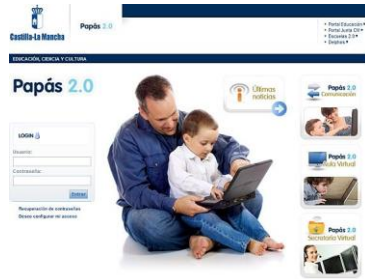 Castilla-La Mancha
Papás 2.0
• Portal Educación
• Portal Junta CM
• Escuelas 2.0
• Delphos
EDUCACIÓN, CIENCIA Y CULTURA
Papás 2.0
Últimas
noticias
Papás 2.0
Comunicación
LOGIN
Usuario:
Contraseña:
Entrar
Papás 2.0
Aula Virtual
Recuperación de contraseñas
Deseo configurar mi acceso
Papás 2.0
Secretaría Virtual